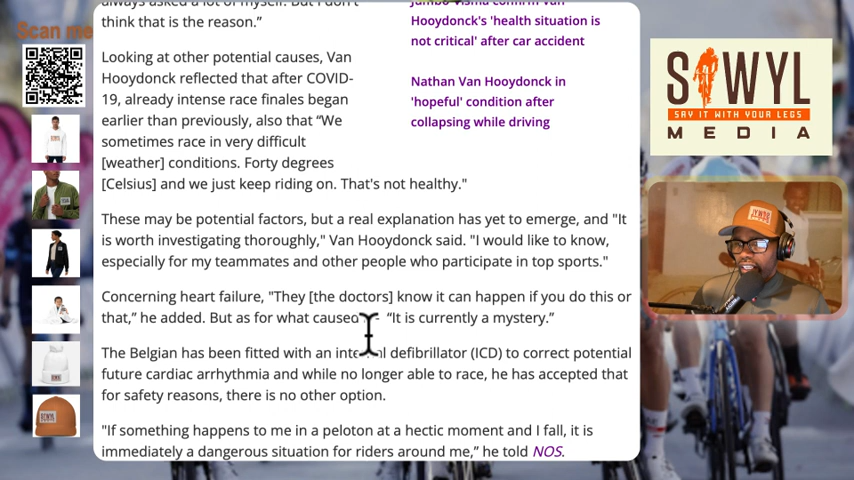 Scan me
always asked a lot of myself. But I don't
think that is the reason.”
Looking at other potential causes, Van
Hooydonck reflected that after COVID-
19, already intense race finales began
earlier than previously, also that “We
sometimes race in very difficult
[weather] conditions. Forty degrees
[Celsius] and we just keep riding on. That's not healthy."
Jumbo-Visma confirm Van
Hooydonck's 'health situation is
not critical' after car accident
Nathan Van Hooydonck in
'hopeful' condition after
collapsing while driving
These may be potential factors, but a real explanation has yet to emerge, and "It
is worth investigating thoroughly," Van Hooydonck said. "I would like to know,
especially for my teammates and other people who participate in top sports."
Concerning heart failure, "They [the doctors] know it can happen if you do this or
that,” he added. But as for what caused “It is currently a mystery.”
The Belgian has been fitted with an internal defibrillator (ICD) to correct potential
future cardiac arrhythmia and while no longer able to race, he has accepted that
for safety reasons, there is no other option.
"If something happens to me in a peloton at a hectic moment and I fall, it is
immediately a dangerous situation for riders around me,” he told NOS.
SIWYL
SAY IT WITH YOUR LEGS
MEDIA